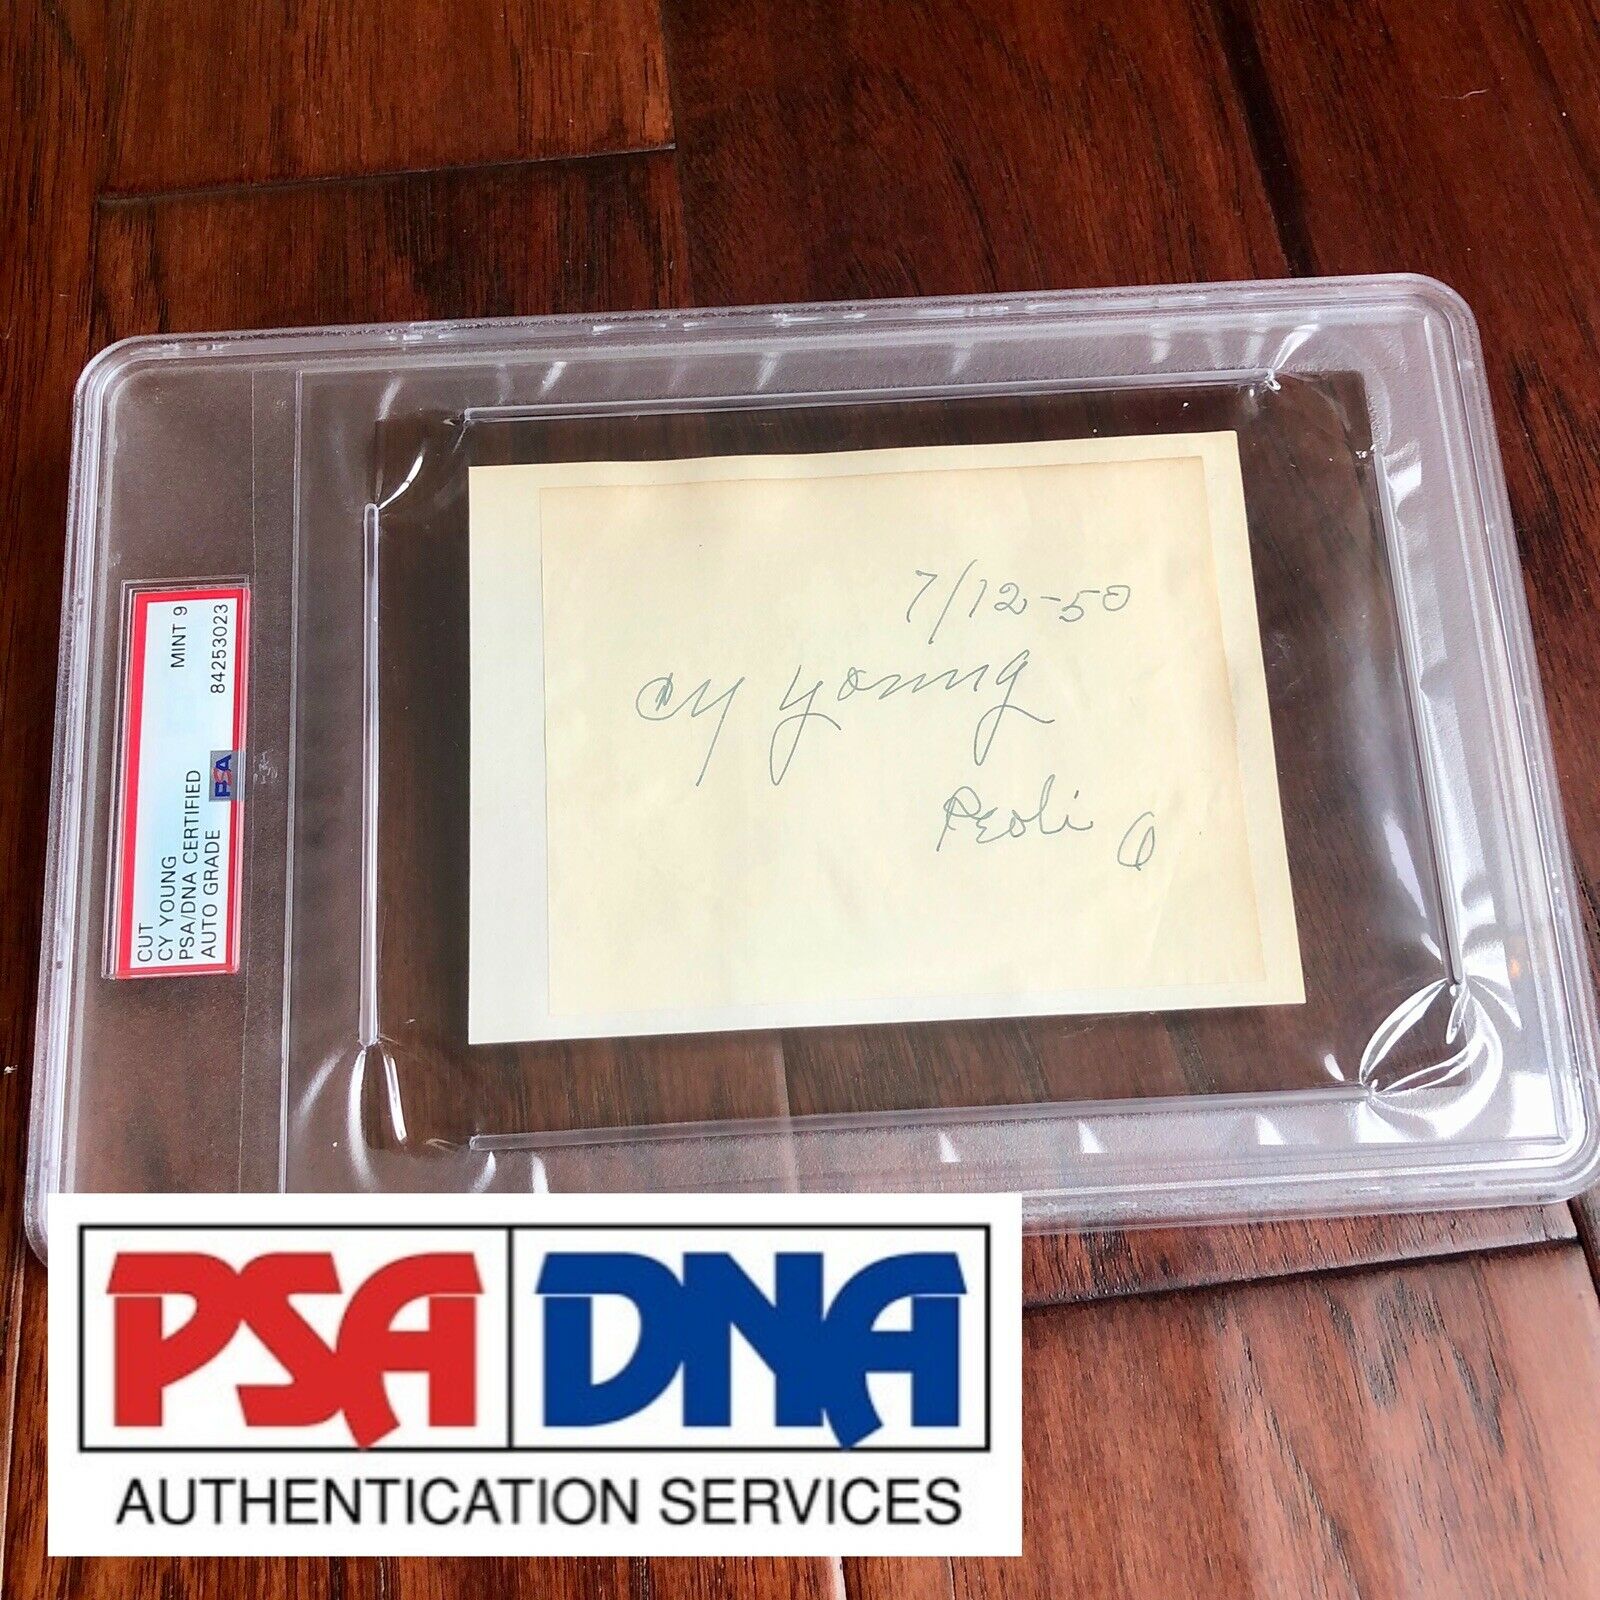 CUT
CY YOUNG
PSA/DNA CERTIFIED
AUTO GRADE
MINT 9
84253023
PSA
7/12-50
Cy Young
Peoli O
PSA DNA
AUTHENTICATION SERVICES